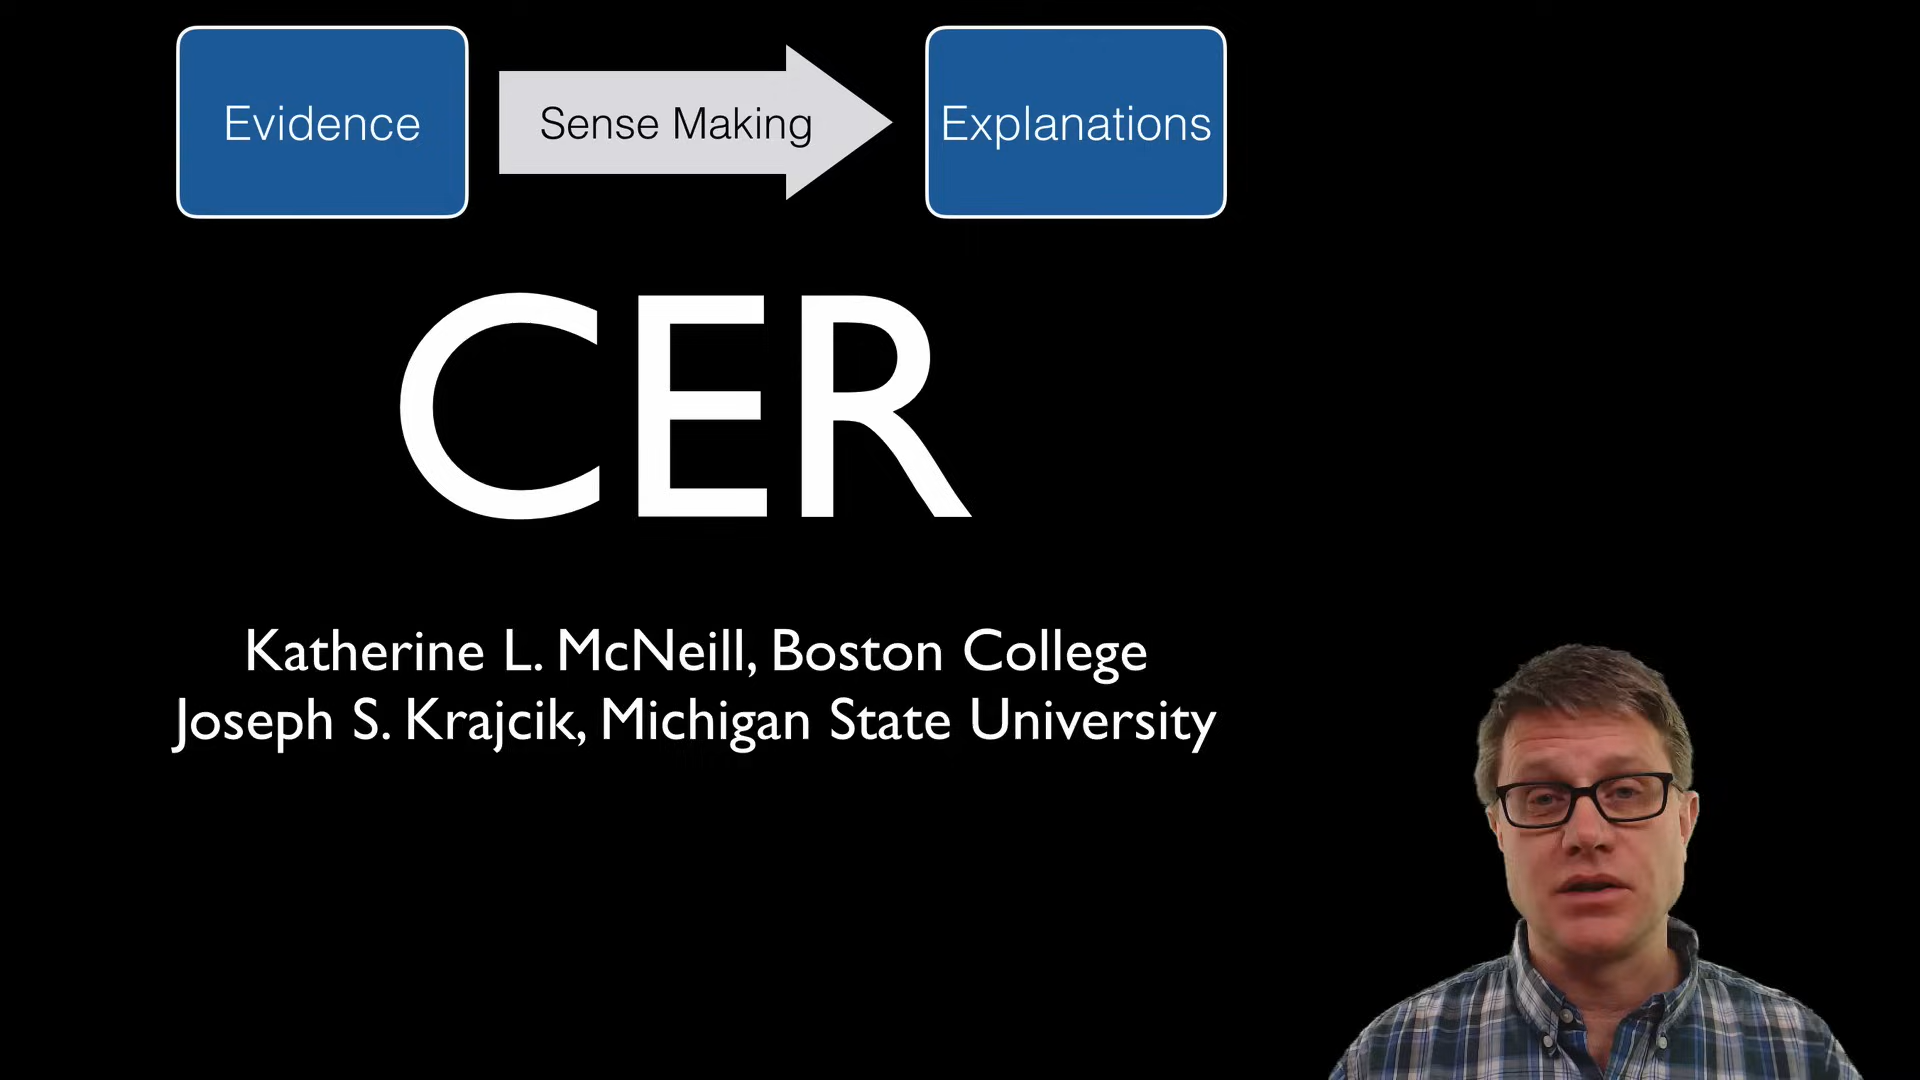 Evidence
Sense Making
Explanations
CER
Katherine L. McNeill, Boston College
Joseph S. Krajcik, Michigan State University